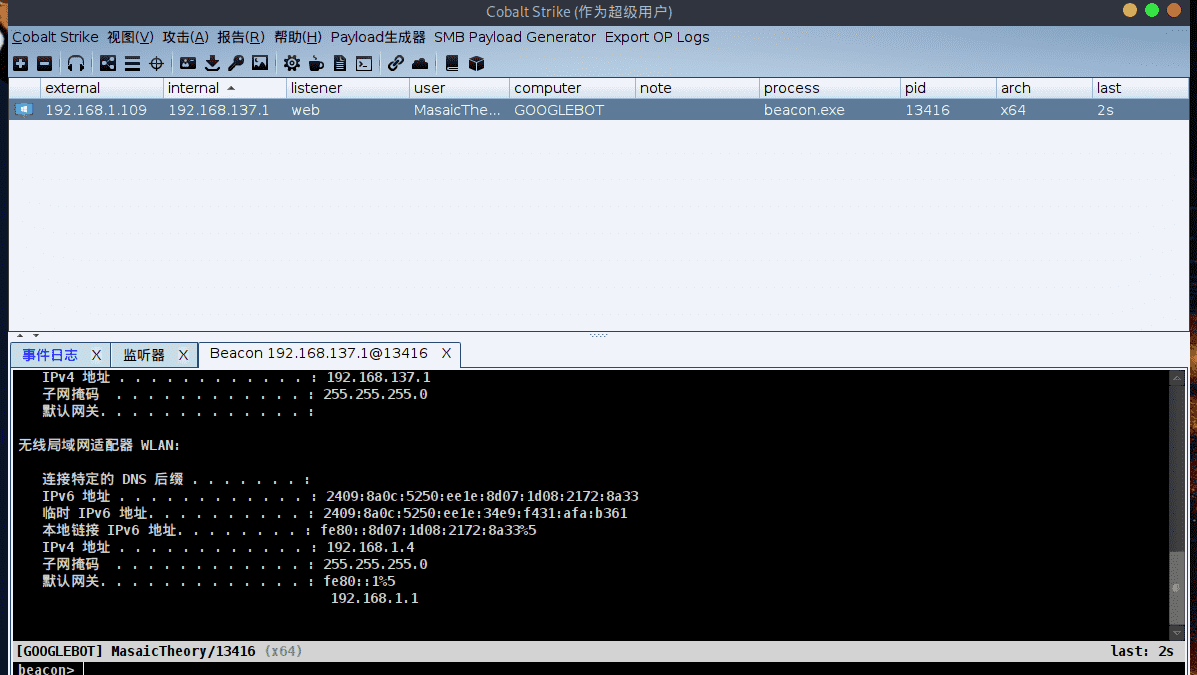 Cobalt Strike (作为超级用户)
Cobalt Strike 视图(V) 攻击(A) 报告(R) 帮助(H) Payload生成器 SMB Payload Generator Export OP Logs
external internal listener user computer note process pid arch last
192.168.1.109 192.168.137.1 web MasaicThe... GOOGLEBOT beacon.exe 13416 x64 2s
事件日志 X 监听器 X Beacon 192.168.137.1@13416 X
IPv4 地址 . . . . . . . . . . . . : 192.168.137.1
子网掩码 . . . . . . . . . . . . : 255.255.255.0
默认网关. . . . . . . . . . . . . :
无线局域网适配器 WLAN:
连接特定的 DNS 后缀 . . . . . . . :
IPv6 地址 . . . . . . . . . . . . : 2409:8a0c:5250:ee1e:8d07:1d08:2172:8a33
临时 IPv6 地址. . . . . . . . . . : 2409:8a0c:5250:ee1e:34e9:f431:afa:b361
本地链接 IPv6 地址. . . . . . . . : fe80::8d07:1d08:2172:8a33%5
IPv4 地址 . . . . . . . . . . . . : 192.168.1.4
子网掩码 . . . . . . . . . . . . : 255.255.255.0
默认网关. . . . . . . . . . . . . : fe80::1%5
192.168.1.1
[GOOGLEBOT] MasaicTheory/13416 (x64) last: 2s
beacon>